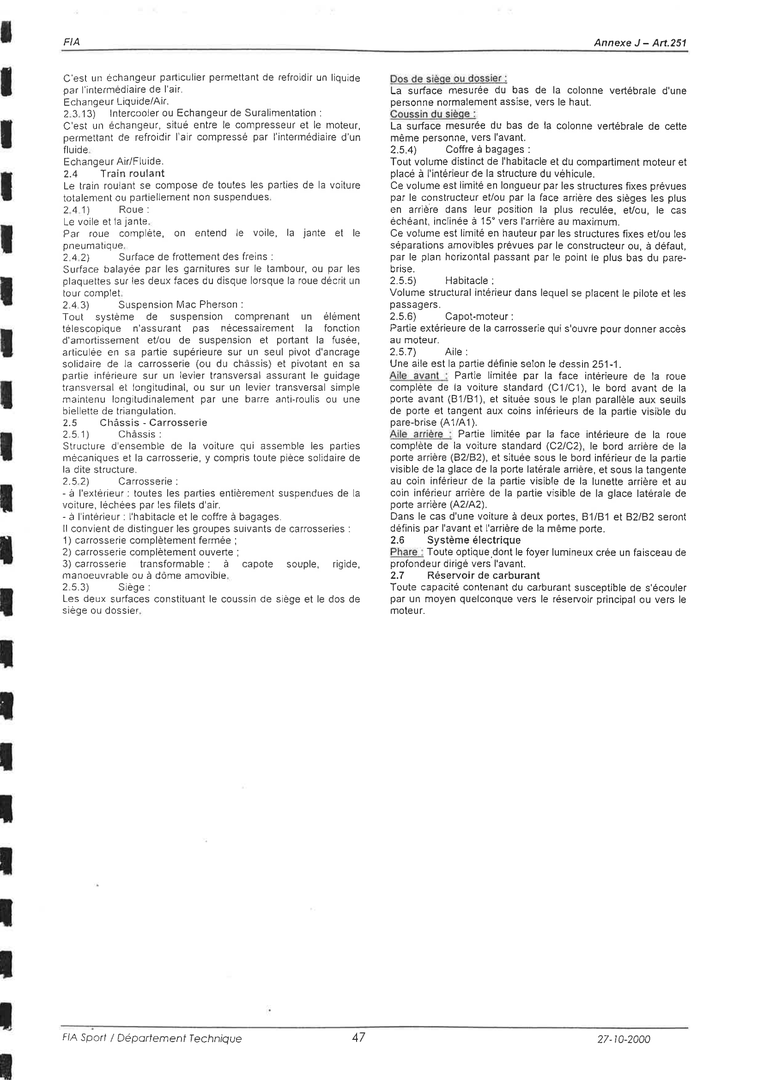 FIA
Annexe J – Art.251
C'est un échangeur particulier permettant de refroidir un liquide
par l'intermédiaire de l'air.
Echangeur Liquide/Air.
2.3.13) Intercooler ou Echangeur de Suralimentation :
C'est un échangeur, situé entre le compresseur et le moteur,
permettant de refroidir l'air compressé par l'intermédiaire d'un
fluide.
Echangeur Air/Fluide.
2.4 Train roulant
Le train roulant se compose de toutes les parties de la voiture
totalement ou partiellement non suspendues.
2.4.1) Roue :
Le voile et la jante.
Par roue complète, on entend le voile, la jante et le
pneumatique.
2.4.2) Surface de frottement des freins :
Surface balayée par les garnitures sur le tambour, ou par les
plaquettes sur les deux faces du disque lorsque la roue décrit un
tour complet.
2.4.3) Suspension Mac Pherson :
Tout système de suspension comprenant un élément
télescopique n'assurant pas nécessairement la fonction
d'amortissement et/ou de suspension et portant la fusée,
articulée en sa partie supérieure sur un seul pivot d'ancrage
solidaire de la carrosserie (ou du châssis) et pivotant en sa
partie inférieure sur un levier transversal assurant le guidage
transversal et longitudinal, ou sur un levier transversal simple
maintenu longitudinalement par une barre anti-roulis ou une
biellette de triangulation.
2.5 Châssis - Carrosserie
2.5.1) Châssis :
Structure d'ensemble de la voiture qui assemble les parties
mécaniques et la carrosserie, y compris toute pièce solidaire de
la dite structure.
2.5.2) Carrosserie :
- à l'extérieur : toutes les parties entièrement suspendues de la
voiture, léchées par les filets d'air.
- à l'intérieur : l'habitacle et le coffre à bagages.
Il convient de distinguer les groupes suivants de carrosseries :
1) carrosserie complètement fermée ;
2) carrosserie complètement ouverte ;
3) carrosserie transformable : à capote souple, rigide,
manoeuvrable ou à dôme amovible.
2.5.3) Siège :
Les deux surfaces constituant le coussin de siège et le dos de
siège ou dossier.
Dos de siège ou dossier :
La surface mesurée du bas de la colonne vertébrale d'une
personne normalement assise, vers le haut.
Coussin du siège :
La surface mesurée du bas de la colonne vertébrale de cette
même personne, vers l'avant.
2.5.4) Coffre à bagages :
Tout volume distinct de l'habitacle et du compartiment moteur et
placé à l'intérieur de la structure du véhicule.
Ce volume est limité en longueur par les structures fixes prévues
par le constructeur et/ou par la face arrière des sièges les plus
en arrière dans leur position la plus reculée, et/ou, le cas
échéant, inclinée à 15° vers l'arrière au maximum.
Ce volume est limité en hauteur par les structures fixes et/ou les
séparations amovibles prévues par le constructeur ou, à défaut,
par le plan horizontal passant par le point le plus bas du pare-
brise.
2.5.5) Habitacle :
Volume structural intérieur dans lequel se placent le pilote et les
passagers.
2.5.6) Capot-moteur :
Partie extérieure de la carrosserie qui s'ouvre pour donner accès
au moteur.
2.5.7) Aile :
Une aile est la partie définie selon le dessin 251-1.
Aile avant : Partie limitée par la face intérieure de la roue
complète de la voiture standard (C1/C1), le bord avant de la
porte avant (B1/B1), et située sous le plan parallèle aux seuils
de porte et tangent aux coins inférieurs de la partie visible du
pare-brise (A1/A1).
Aile arrière : Partie limitée par la face intérieure de la roue
complète de la voiture standard (C2/C2), le bord arrière de la
porte arrière (B2/B2), et située sous le bord inférieur de la partie
visible de la glace de la porte latérale arrière, et sous la tangente
au coin inférieur de la partie visible de la lunette arrière et au
coin inférieur arrière de la partie visible de la glace latérale de
porte arrière (A2/A2).
Dans le cas d'une voiture à deux portes, B1/B1 et B2/B2 seront
définis par l'avant et l'arrière de la même porte.
2.6 Système électrique
Phare : Toute optique dont le foyer lumineux crée un faisceau de
profondeur dirigé vers l'avant.
2.7 Réservoir de carburant
Toute capacité contenant du carburant susceptible de s'écouler
par un moyen quelconque vers le réservoir principal ou vers le
moteur.
FIA Sport / Département Technique
47
27-10-2000